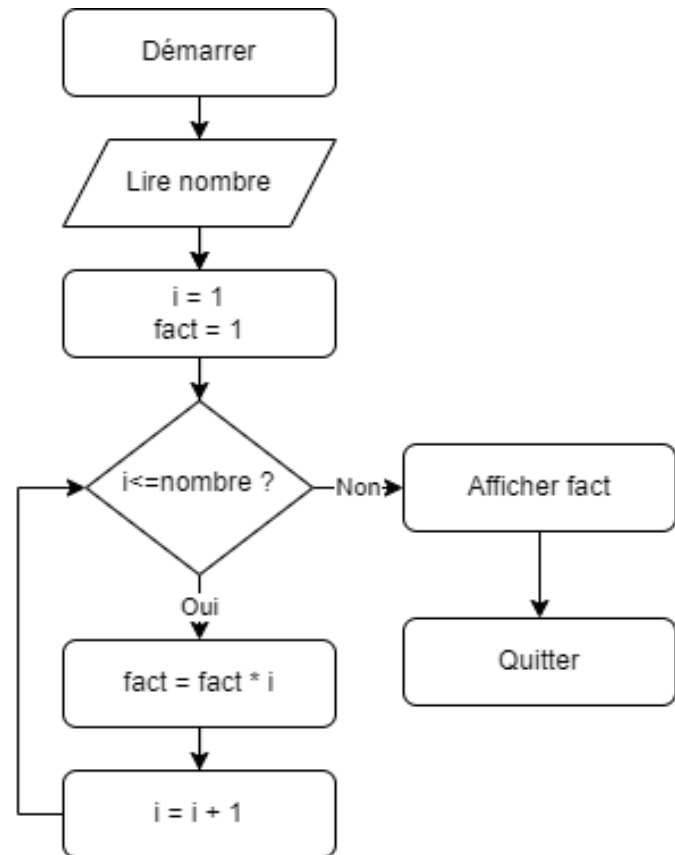 Démarrer
Lire nombre
i = 1
fact = 1
i<=nombre ?
Non
Afficher fact
Oui
fact = fact * i
Quitter
i = i + 1